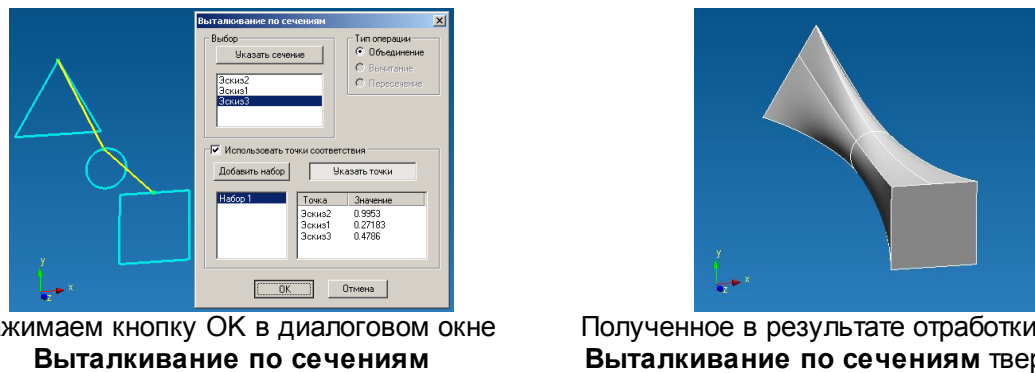 Выталкивание по сечениям
Выбор
Указать сечение
Эскиз2
Эскиз1
Эскиз3
Тип операции
Объединение
Вычитание
Пересечение
Использовать точки соответствия
Добавить набор
Указать точки
Набор 1
Точка Значение
Эскиз2 0.9953
Эскиз1 0.27183
Эскиз3 0.4786
OK
Отмена
y
x
z
y
x
z
жимаем кнопку OK в диалоговом окне
Выталкивание по сечениям
Полученное в результате отработки
Выталкивание по сечениям твер